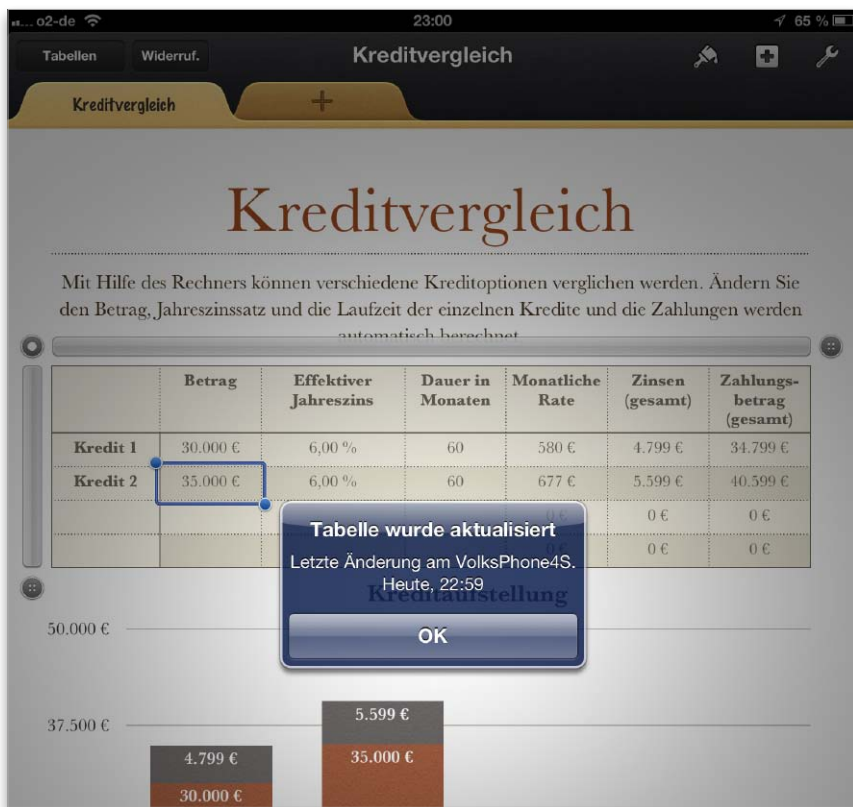 o2-de 23:00 65 %
Tabellen Widerruf. Kreditvergleich
Kreditvergleich +
Kreditvergleich
Mit Hilfe des Rechners können verschiedene Kreditoptionen verglichen werden. Ändern Sie
den Betrag, Jahreszinssatz und die Laufzeit der einzelnen Kredite und die Zahlungen werden
automatisch berechnet
Betrag Effektiver Jahreszins Dauer in Monaten Monatliche Rate Zinsen (gesamt) Zahlungs-betrag (gesamt)
Kredit 1 30.000 € 6,00 % 60 580 € 4.799 € 34.799 €
Kredit 2 35.000 € 6,00 % 60 677 € 5.599 € 40.599 €
0 € 0 € 0 €
0 € 0 €
Tabelle wurde aktualisiert
Letzte Änderung am VolksPhone4S.
Heute, 22:59
OK
Kreditaufstellung
50.000 €
37.500 €
5.599 €
4.799 € 35.000 €
30.000 €